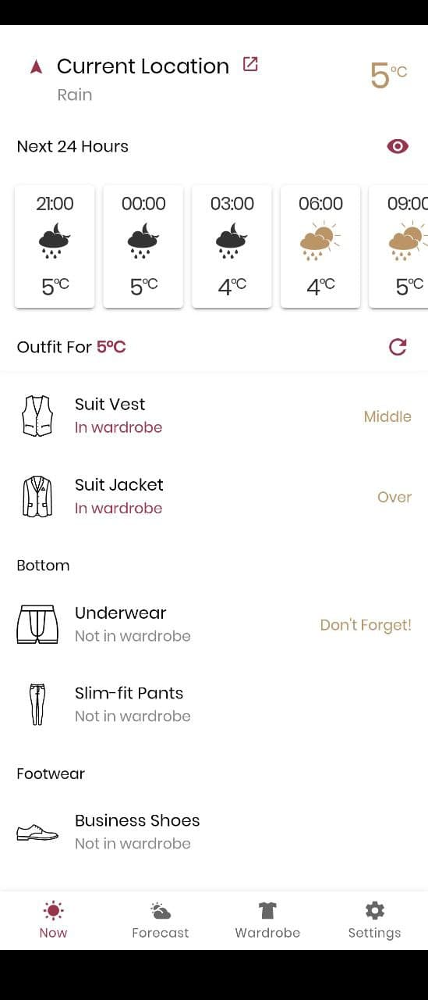 Current Location
5°C
Rain
Next 24 Hours
21:00 00:00 03:00 06:00 09:00
5°C 5°C 4°C 4°C 5°C
Outfit For 5°C
Suit Vest
In wardrobe
Middle
Suit Jacket
In wardrobe
Over
Bottom
Underwear
Not in wardrobe
Don't Forget!
Slim-fit Pants
Not in wardrobe
Footwear
Business Shoes
Not in wardrobe
Now Forecast Wardrobe Settings